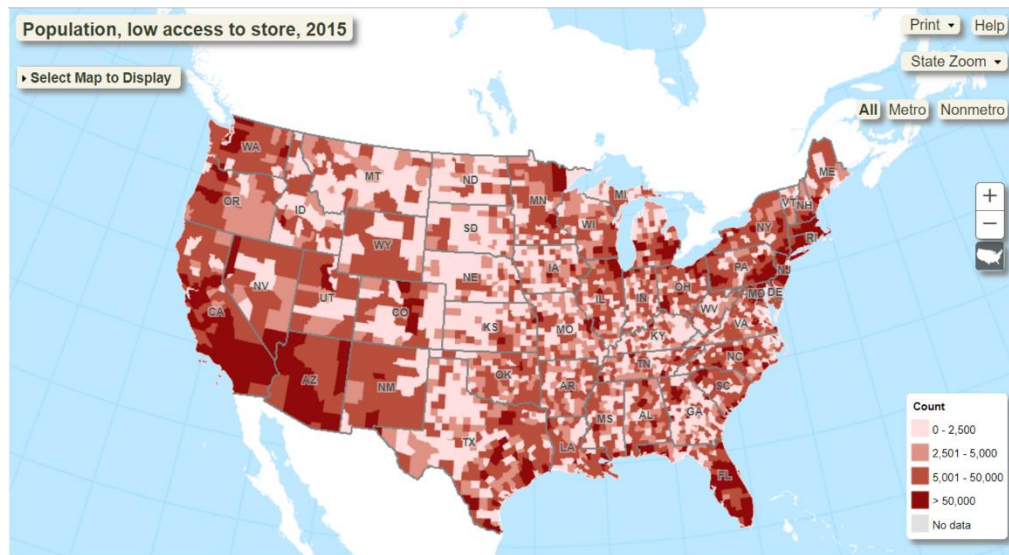 Population, low access to store, 2015
Print
Help
Select Map to Display
State Zoom
All
Metro
Nonmetro
WA
MT
ND
ME
OR
ID
MN
MI
VT
NH
SD
WI
NY
WY
RI
IA
PA
NE
NJ
NV
UT
IL
IN
OH
MD
DE
CA
CO
WV
KS
MO
KY
VA
TN
NC
AZ
NM
OK
AR
SC
MS
AL
GA
TX
LA
FL
+
−
Count
0 - 2,500
2,501 - 5,000
5,001 - 50,000
> 50,000
No data